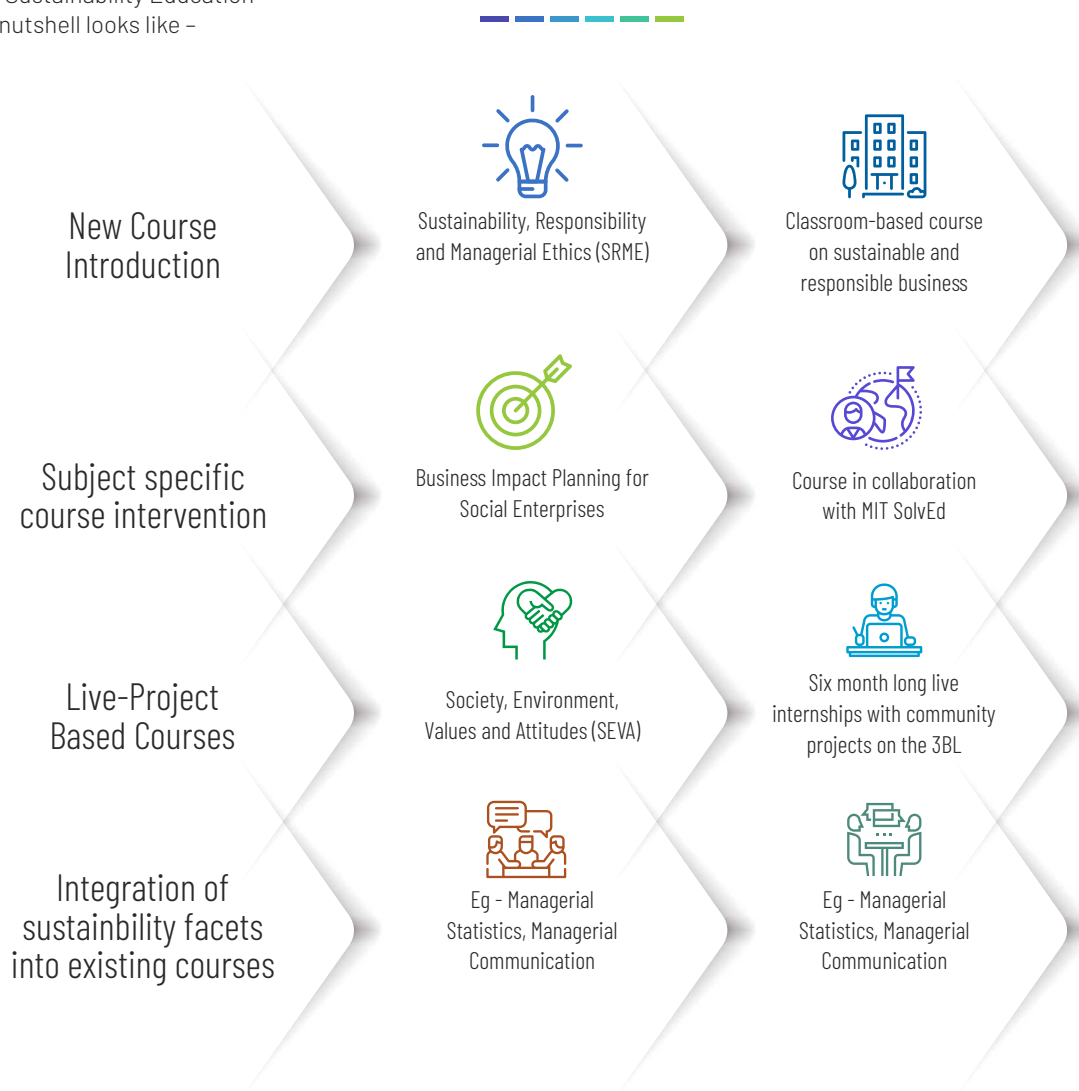 Sustainability Education
nutshell looks like –
New Course
Introduction
Sustainability, Responsibility
and Managerial Ethics (SRME)
Classroom-based course
on sustainable and
responsible business
Subject specific
course intervention
Business Impact Planning for
Social Enterprises
Course in collaboration
with MIT SolvEd
Live-Project
Based Courses
Society, Environment,
Values and Attitudes (SEVA)
Six month long live
internships with community
projects on the 3BL
Integration of
sustainbility facets
into existing courses
Eg - Managerial
Statistics, Managerial
Communication
Eg - Managerial
Statistics, Managerial
Communication